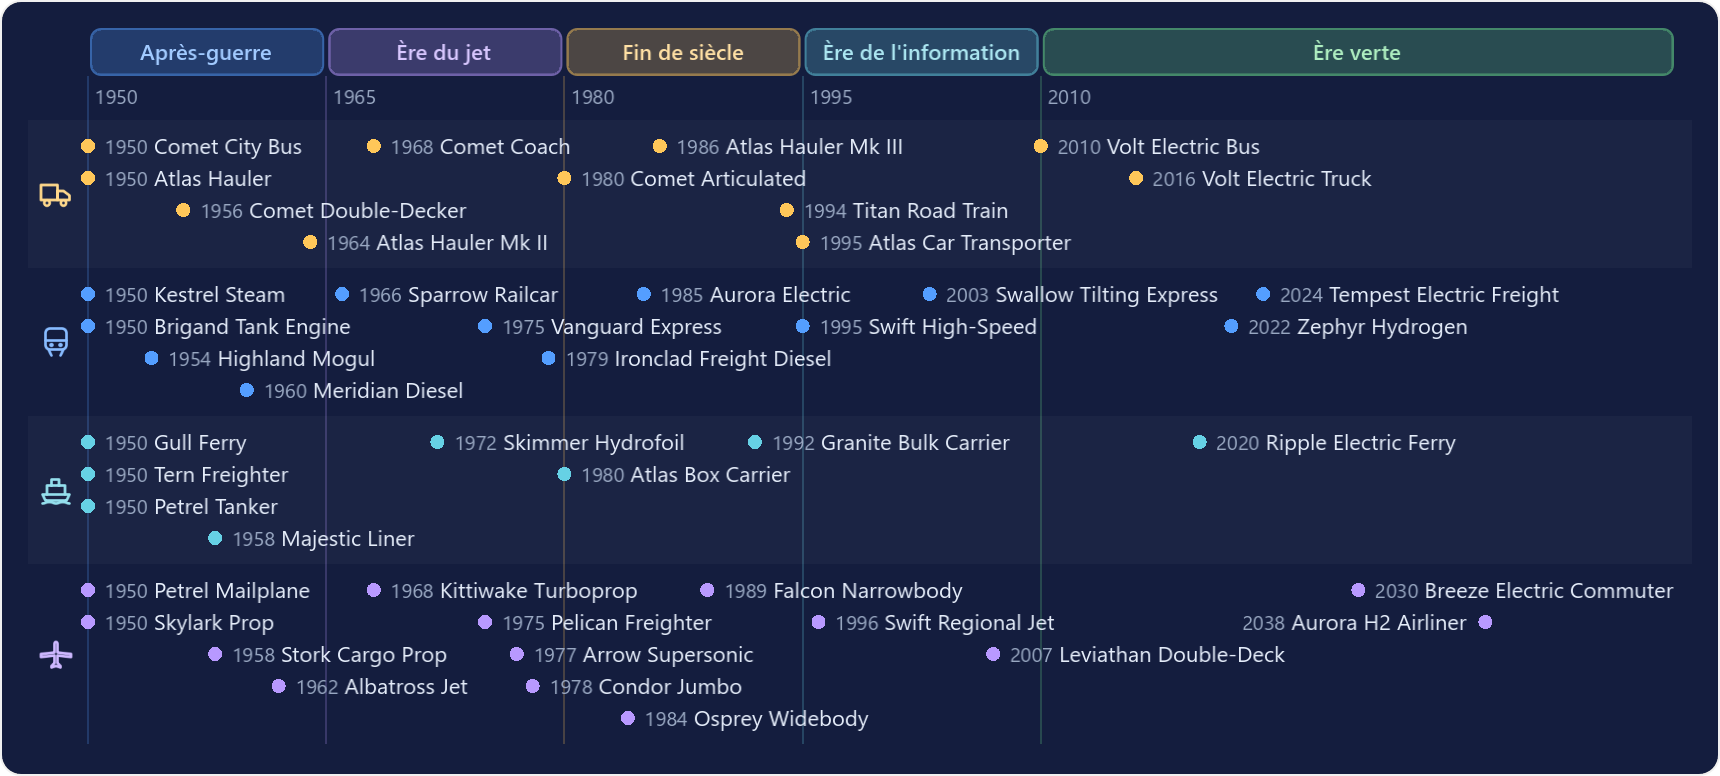 Après-guerre
Ère du jet
Fin de siècle
Ère de l'information
Ère verte
1950
1965
1980
1995
2010
1950 Comet City Bus
1968 Comet Coach
1986 Atlas Hauler Mk III
2010 Volt Electric Bus
1950 Atlas Hauler
1980 Comet Articulated
2016 Volt Electric Truck
1956 Comet Double-Decker
1994 Titan Road Train
1964 Atlas Hauler Mk II
1995 Atlas Car Transporter
1950 Kestrel Steam
1966 Sparrow Railcar
1985 Aurora Electric
2003 Swallow Tilting Express
2024 Tempest Electric Freight
1950 Brigand Tank Engine
1975 Vanguard Express
1995 Swift High-Speed
2022 Zephyr Hydrogen
1954 Highland Mogul
1979 Ironclad Freight Diesel
1960 Meridian Diesel
1950 Gull Ferry
1972 Skimmer Hydrofoil
1992 Granite Bulk Carrier
2020 Ripple Electric Ferry
1950 Tern Freighter
1980 Atlas Box Carrier
1950 Petrel Tanker
1958 Majestic Liner
1950 Petrel Mailplane
1968 Kittiwake Turboprop
1989 Falcon Narrowbody
2030 Breeze Electric Commuter
1950 Skylark Prop
1975 Pelican Freighter
1996 Swift Regional Jet
2038 Aurora H2 Airliner
1958 Stork Cargo Prop
1977 Arrow Supersonic
2007 Leviathan Double-Deck
1962 Albatross Jet
1978 Condor Jumbo
1984 Osprey Widebody